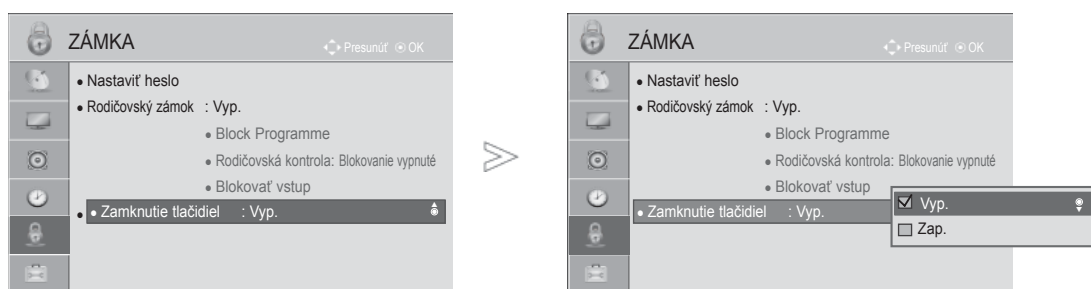 ZÁMKA
Presunúť OK
• Nastaviť heslo
• Rodičovský zámok : Vyp.
• Block Programme
• Rodičovská kontrola: Blokovanie vypnuté
• Blokovať vstup
• • Zamknutie tlačidiel : Vyp.
ZÁMKA
Presunúť OK
• Nastaviť heslo
• Rodičovský zámok : Vyp.
• Block Programme
• Rodičovská kontrola: Blokovanie vypnuté
• Blokovať vstup
• Zamknutie tlačidiel : Vyp.
Vyp.
Zap.